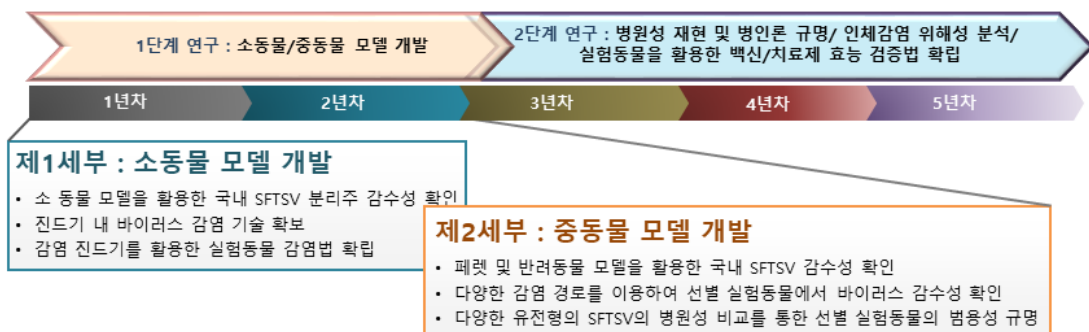 1단계 연구 : 소동물/중동물 모델 개발
2단계 연구 : 병원성 재현 및 병인론 규명/ 인체감염 위해성 분석/
실험동물을 활용한 백신/치료제 효능 검증법 확립
1년차
2년차
3년차
4년차
5년차
제1세부 : 소동물 모델 개발
• 소 동물 모델을 활용한 국내 SFTSV 분리주 감수성 확인
• 진드기 내 바이러스 감염 기술 확보
• 감염 진드기를 활용한 실험동물 감염법 확립
제2세부 : 중동물 모델 개발
• 페렛 및 반려동물 모델을 활용한 국내 SFTSV 감수성 확인
• 다양한 감염 경로를 이용하여 선별 실험동물에서 바이러스 감수성 확인
• 다양한 유전형의 SFTSV의 병원성 비교를 통한 선별 실험동물의 범용성 규명